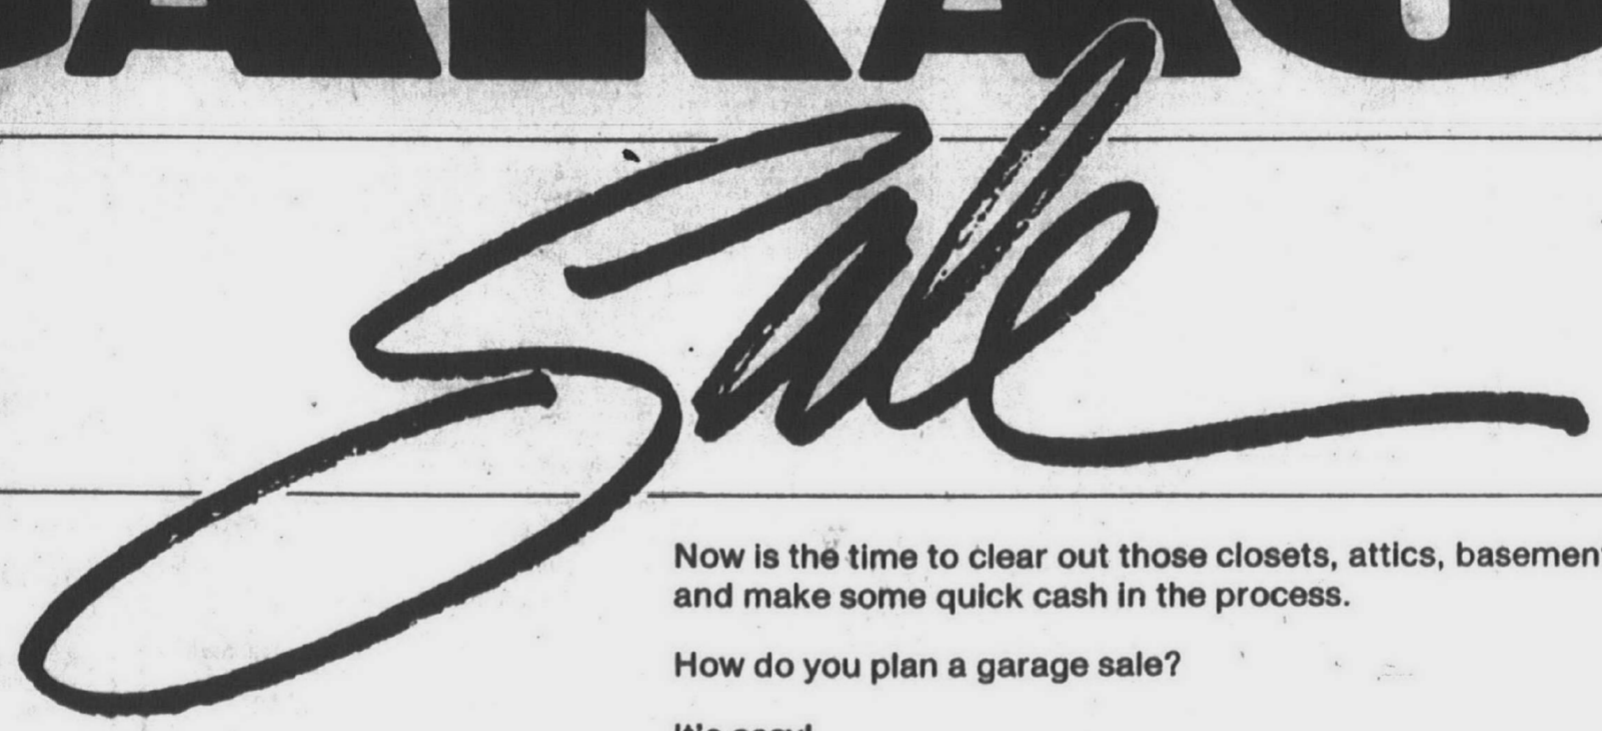 Sale
Now is the time to clear out those closets, attics,
and make some quick cash in the process.
How do you plan a garage sale?